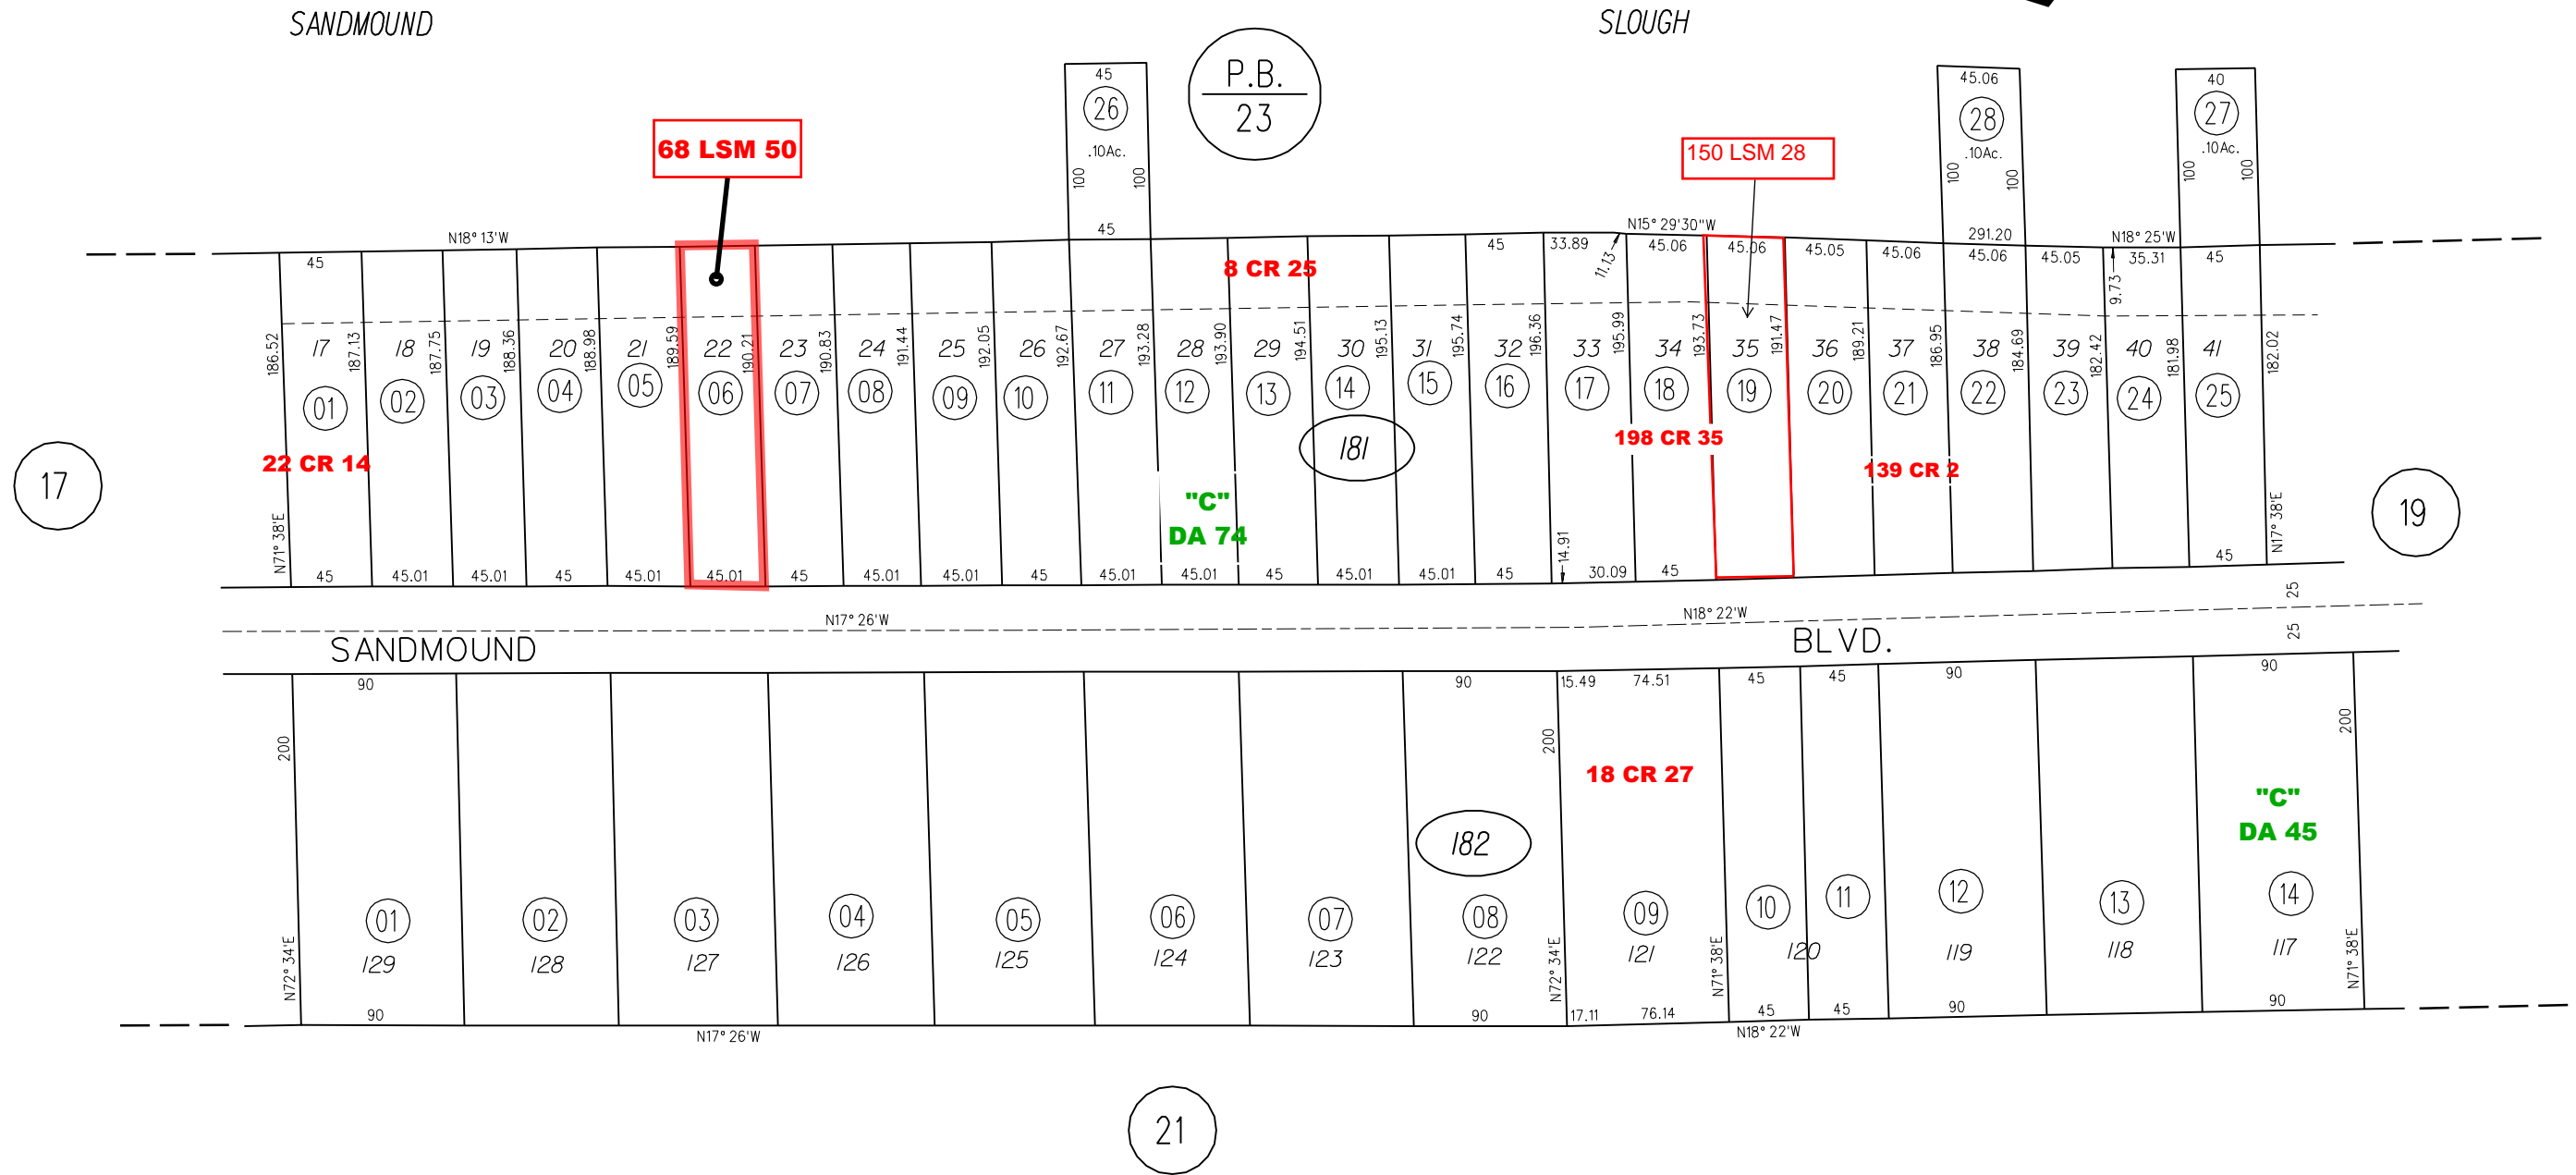 SANDMOUND
SLOUGH
P.B.
23
45
26
.10Ac.
100
100
45
45.06
28
.10Ac.
100
100
291.20
40
27
.10Ac.
100
100
68 LSM 50
150 LSM 28
N18° 13'W
N15° 29'30"W
N18° 25'W
45
45
33.89
11.13
45.06
45.06
45.05
45.06
45.06
45.05
9.73
35.31
45
8 CR 25
186.52
187.13
187.75
188.36
188.98
189.59
190.21
190.83
191.44
192.05
192.67
193.28
193.90
194.51
195.13
195.74
196.36
195.99
193.73
191.47
189.21
186.95
184.69
182.42
181.98
182.02
17 18 19 20 21 22 23 24 25 26 27 28 29 30 31 32 33 34 35 36 37 38 39 40 41
01 02 03 04 05 06 07 08 09 10 11 12 13 14 15 16 17 18 19 20 21 22 23 24 25
181
198 CR 35
22 CR 14
139 CR 2
17
19
"C"
DA 74
N71° 38'E
N17° 38'E
14.91
45 45.01 45.01 45 45.01 45.01 45 45.01 45.01 45 45.01 45.01 45 45.01 45.01 45 30.09 45 45
25
25
N17° 26'W
N18° 22'W
SANDMOUND
BLVD.
90 90 15.49 74.51 45 45 90 90
200
200
200
18 CR 27
"C"
DA 45
182
01 02 03 04 05 06 07 08 09 10 11 12 13 14
129 128 127 126 125 124 123 122 121 120 119 118 117
N72° 34'E
N72° 34'E
N71° 38'E
N71° 38'E
90 90 17.11 76.14 45 45 90 90
N17° 26'W
N18° 22'W
21